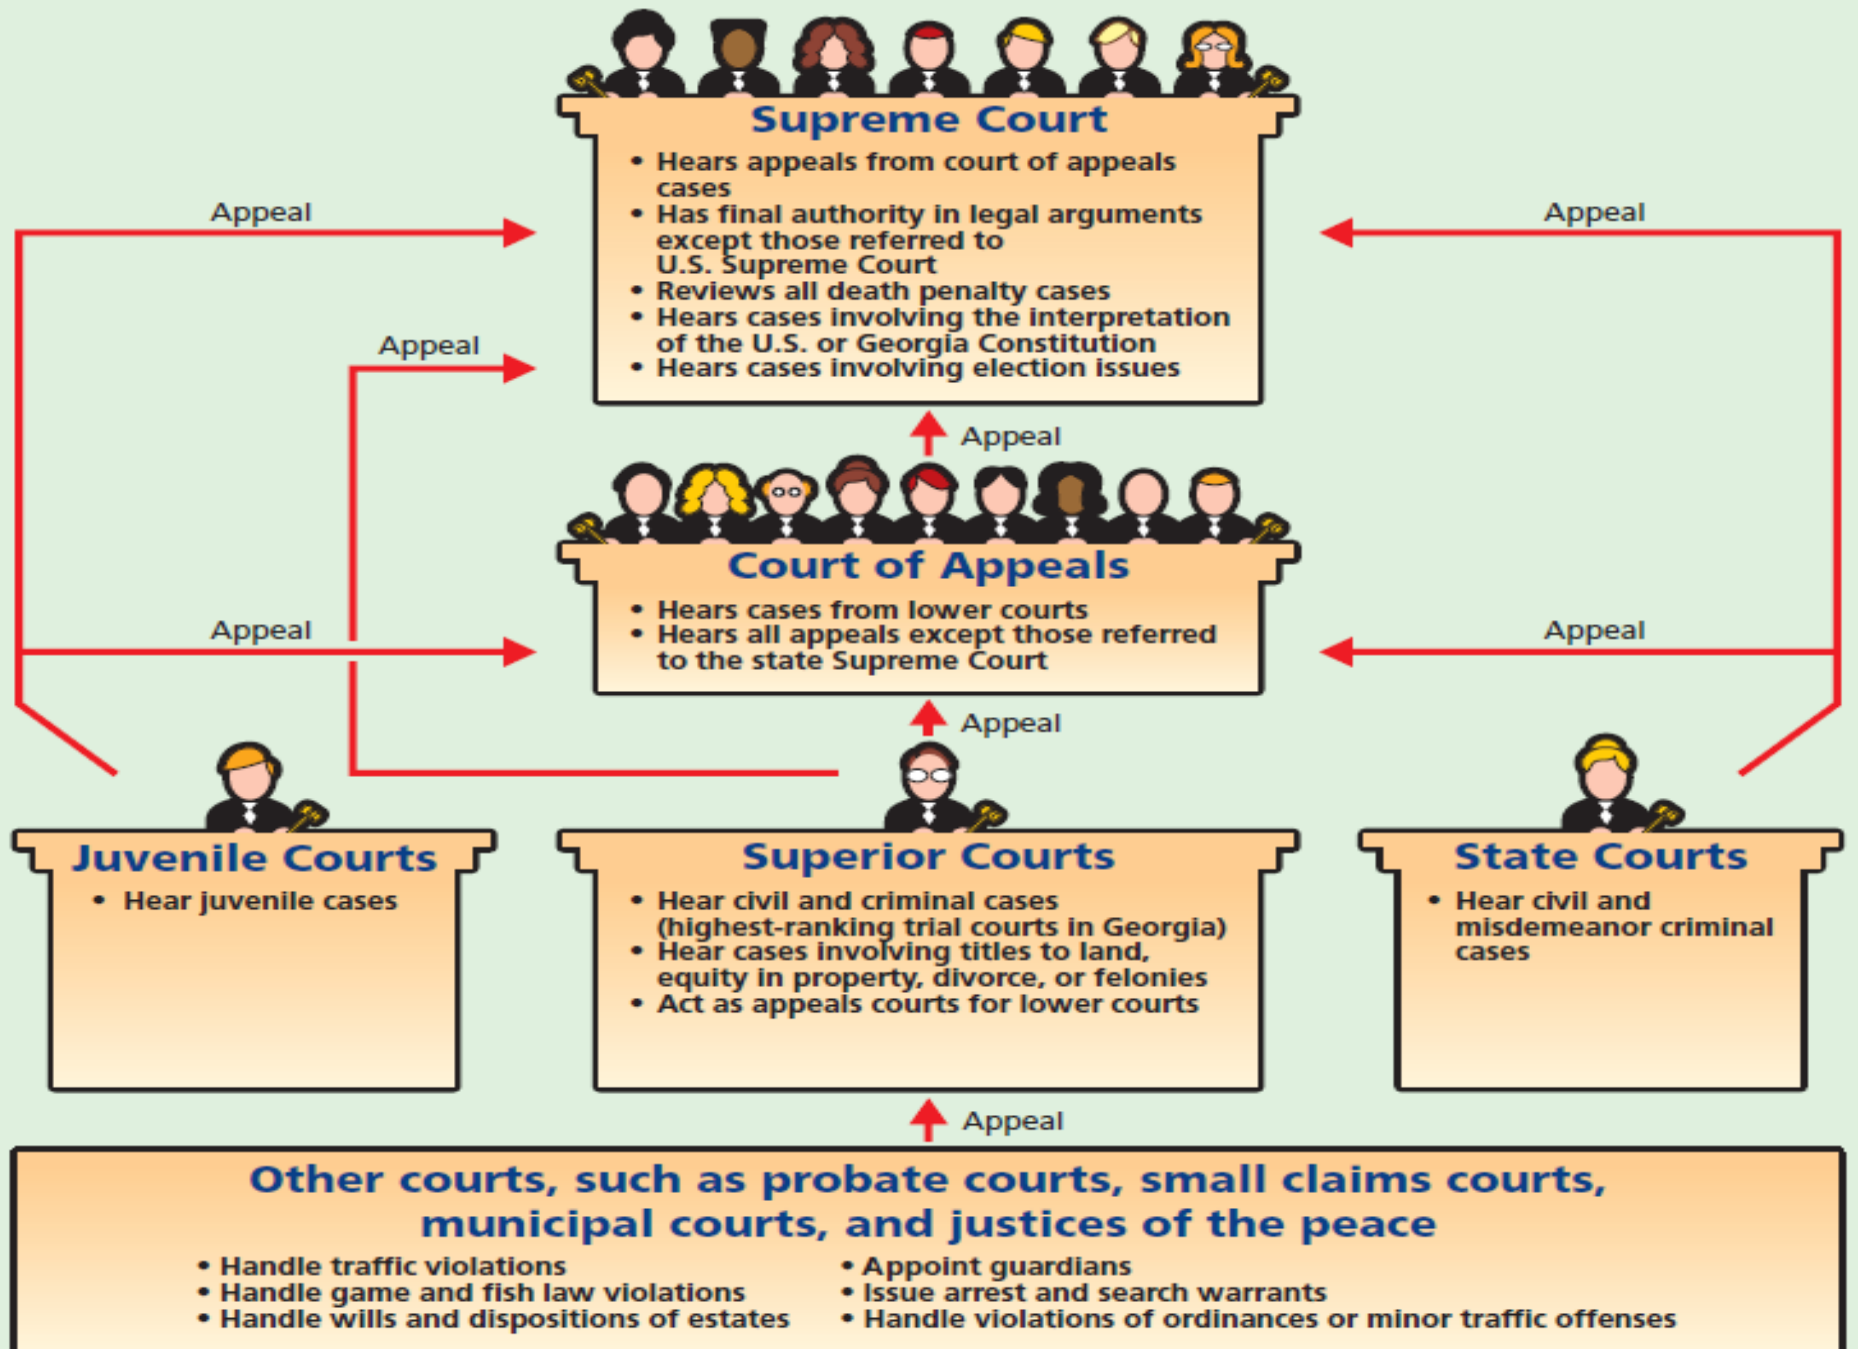 Supreme Court
• Hears appeals from court of appeals
cases
• Has final authority in legal arguments
except those referred to
U.S. Supreme Court
• Reviews all death penalty cases
• Hears cases involving the interpretation
of the U.S. or Georgia Constitution
• Hears cases involving election issues
Appeal
Appeal
Appeal
Appeal
Court of Appeals
• Hears cases from lower courts
• Hears all appeals except those referred
to the state Supreme Court
Appeal
Appeal
Appeal
Juvenile Courts
• Hear juvenile cases
Superior Courts
• Hear civil and criminal cases
(highest-ranking trial courts in Georgia)
• Hear cases involving titles to land,
equity in property, divorce, or felonies
• Act as appeals courts for lower courts
State Courts
• Hear civil and
misdemeanor criminal
cases
Appeal
Other courts, such as probate courts, small claims courts,
municipal courts, and justices of the peace
• Handle traffic violations
• Handle game and fish law violations
• Handle wills and dispositions of estates
• Appoint guardians
• Issue arrest and search warrants
• Handle violations of ordinances or minor traffic offenses